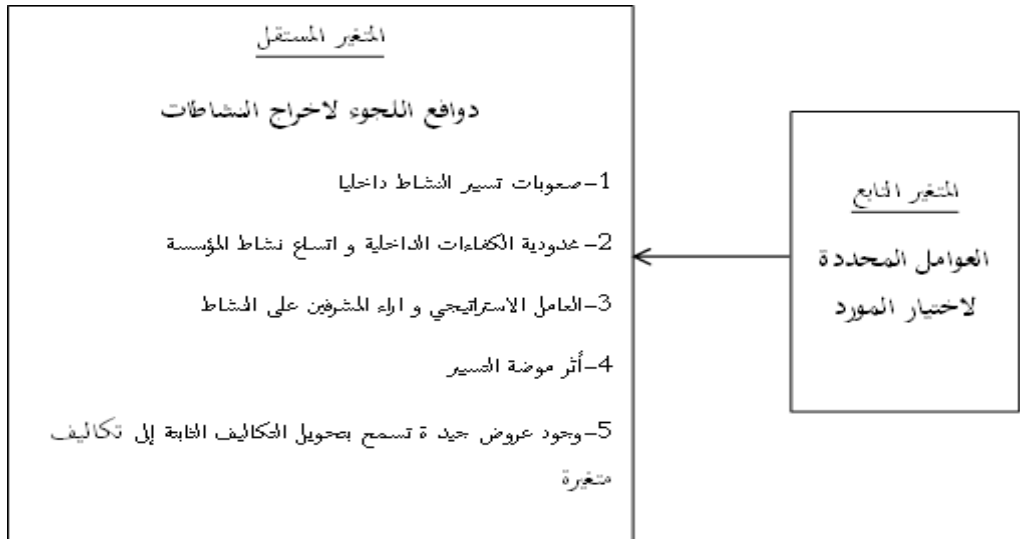 المتغير المستقل
دوافع اللجوء لاخراج النشاطات
1-صعوبات تسيير النشاط داخليا
2-محدودية الكفاءات الداخلية و اتساع نشاط المؤسسة
3-العامل الاستراتيجي و اراء المشرفين على النشاط
4-أثر موضة التسيير
5-وجود عروض جيد ة تسمح بتحويل التكاليف الثابتة إلى تكاليف
متغيرة
المتغير التابع
العوامل المحددة
لاختيار المورد